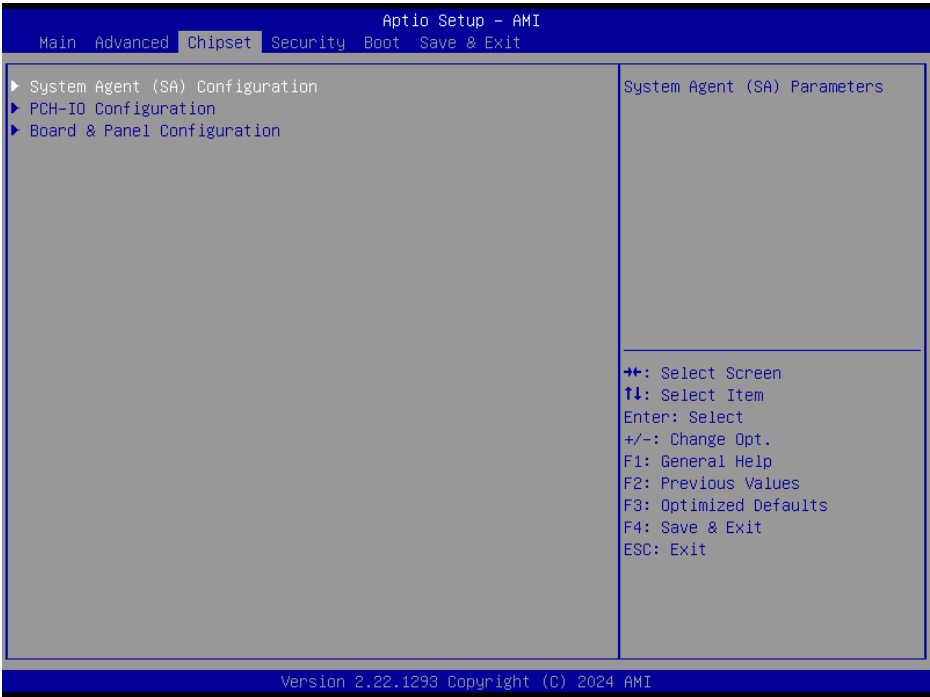 Aptio Setup – AMI
Main Advanced Chipset Security Boot Save & Exit
▶ System Agent (SA) Configuration
▶ PCH-IO Configuration
▶ Board & Panel Configuration
System Agent (SA) Parameters
→←: Select Screen
↑↓: Select Item
Enter: Select
+/-: Change Opt.
F1: General Help
F2: Previous Values
F3: Optimized Defaults
F4: Save & Exit
ESC: Exit
Version 2.22.1293 Copyright (C) 2024 AMI